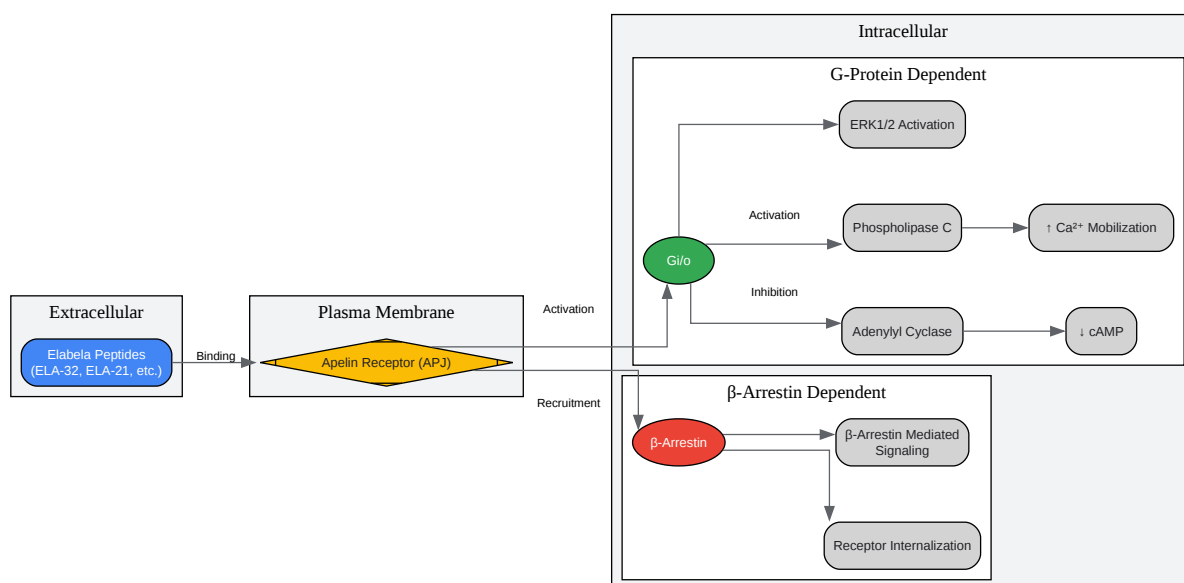 Intracellular
G-Protein Dependent
ERK1/2 Activation
Activation
Phospholipase C
↑ Ca²⁺ Mobilization
Gi/o
Inhibition
Adenylyl Cyclase
↓ cAMP
Extracellular
Elabela Peptides
(ELA-32, ELA-21, etc.)
Binding
Plasma Membrane
Apelin Receptor (APJ)
Activation
Recruitment
β-Arrestin Dependent
β-Arrestin
β-Arrestin Mediated
Signaling
Receptor Internalization